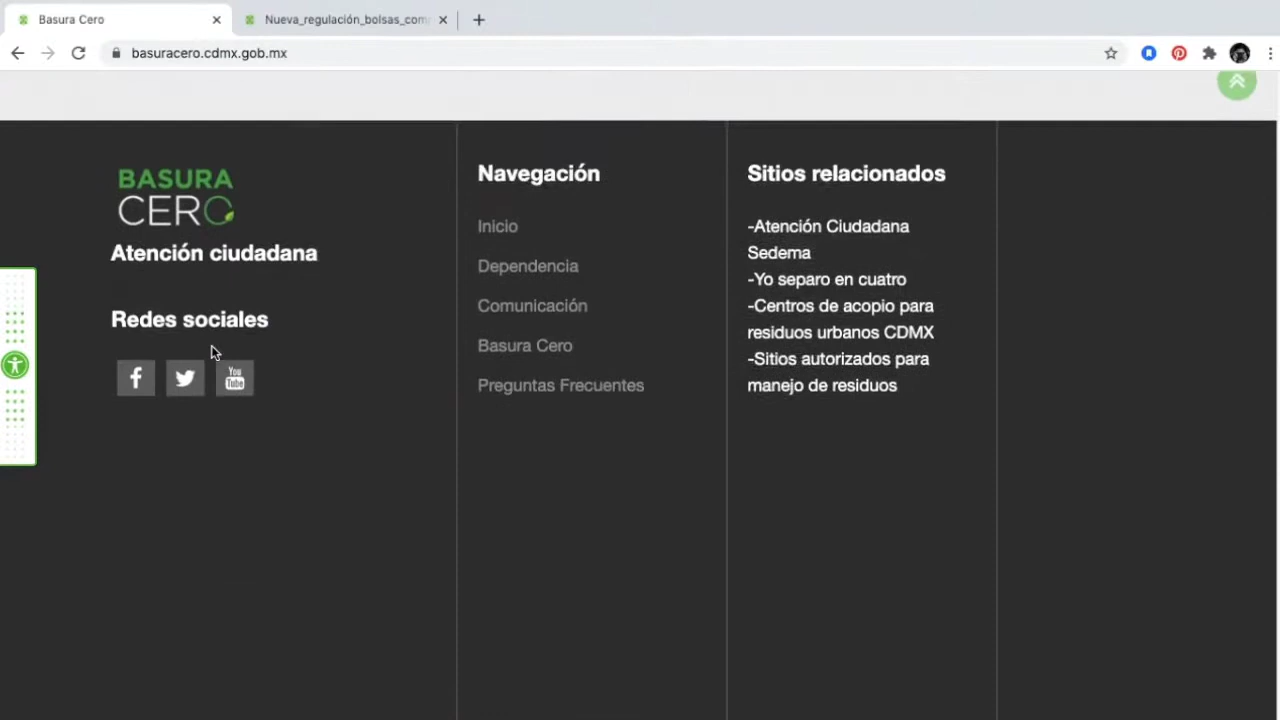 Basura Cero
Nueva_regulación_bolsas_com
basuracero.cdmx.gob.mx
BASURA
CERO
Atención ciudadana
Redes sociales
You
Tube
Navegación
Inicio
Dependencia
Comunicación
Basura Cero
Preguntas Frecuentes
Sitios relacionados
-Atención Ciudadana
Sedema
-Yo separo en cuatro
-Centros de acopio para
residuos urbanos CDMX
-Sitios autorizados para
manejo de residuos